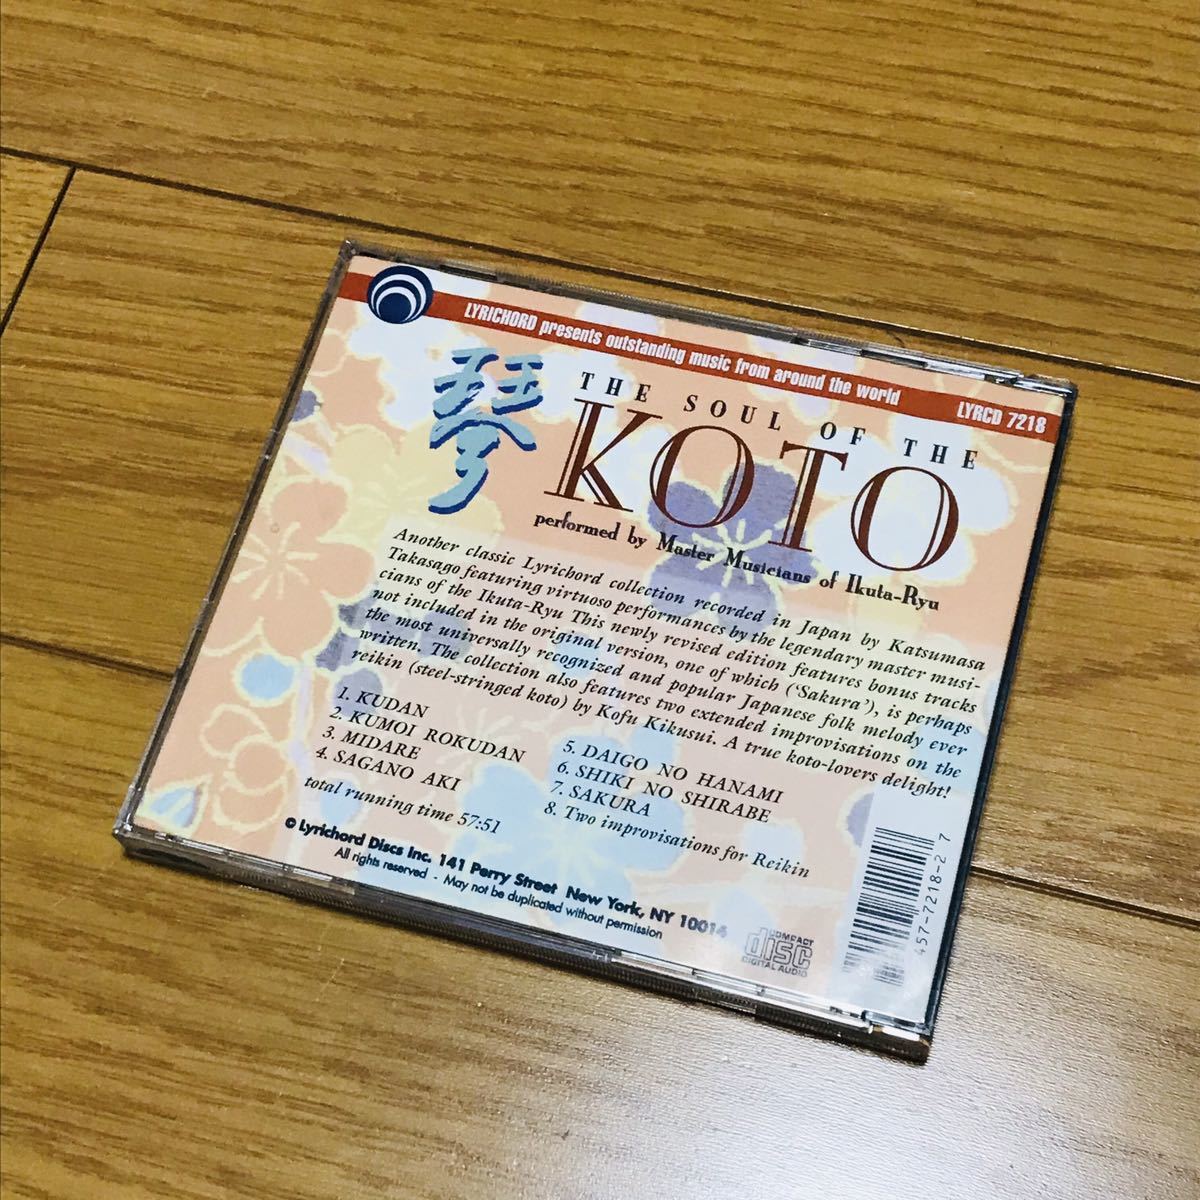 LYRICHORD presents outstanding music from around the world LYRCD 7218
琴
THE SOUL OF THE
KOTO
performed by Master Musicians of Ikuta-Ryu
Another classic Lyrichord collection recorded in Japan by Katsumasa
Takasago featuring virtuoso performances by the legendary master musi-
cians of the Ikuta-Ryu This newly revised edition features bonus tracks
not included in the original version, one of which ('Sakura'), is perhaps
the most universally recognized and popular Japanese folk melody ever
written. The collection also features two extended improvisations on the
reikin (steel-stringed koto) by Kofu Kikusui. A true koto-lovers delight!
1. KUDAN
2. KUMOI ROKUDAN
3. MIDARE
4. SAGANO AKI
5. DAIGO NO HANAMI
6. SHIKI NO SHIRABE
7. SAKURA
8. Two improvisations for Reikin
total running time 57:51
© Lyrichord Discs Inc. 141 Perry Street New York, NY 10014
All rights reserved - May not be duplicated without permission
COMPACT
disc
DIGITAL AUDIO
457-7218-2 7